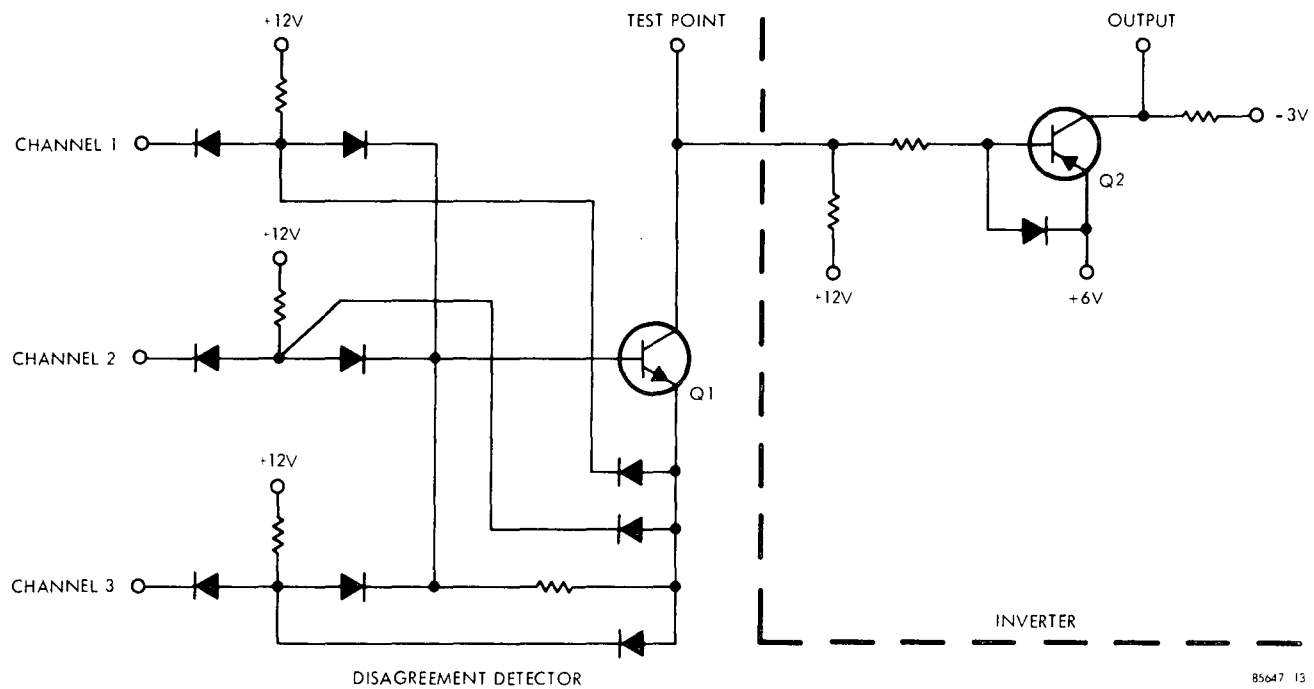 +12V
TEST POINT
OUTPUT
CHANNEL 1
-3V
Q2
+12V
+12V
+6V
CHANNEL 2
Q1
+12V
CHANNEL 3
INVERTER
DISAGREEMENT DETECTOR
85647 13